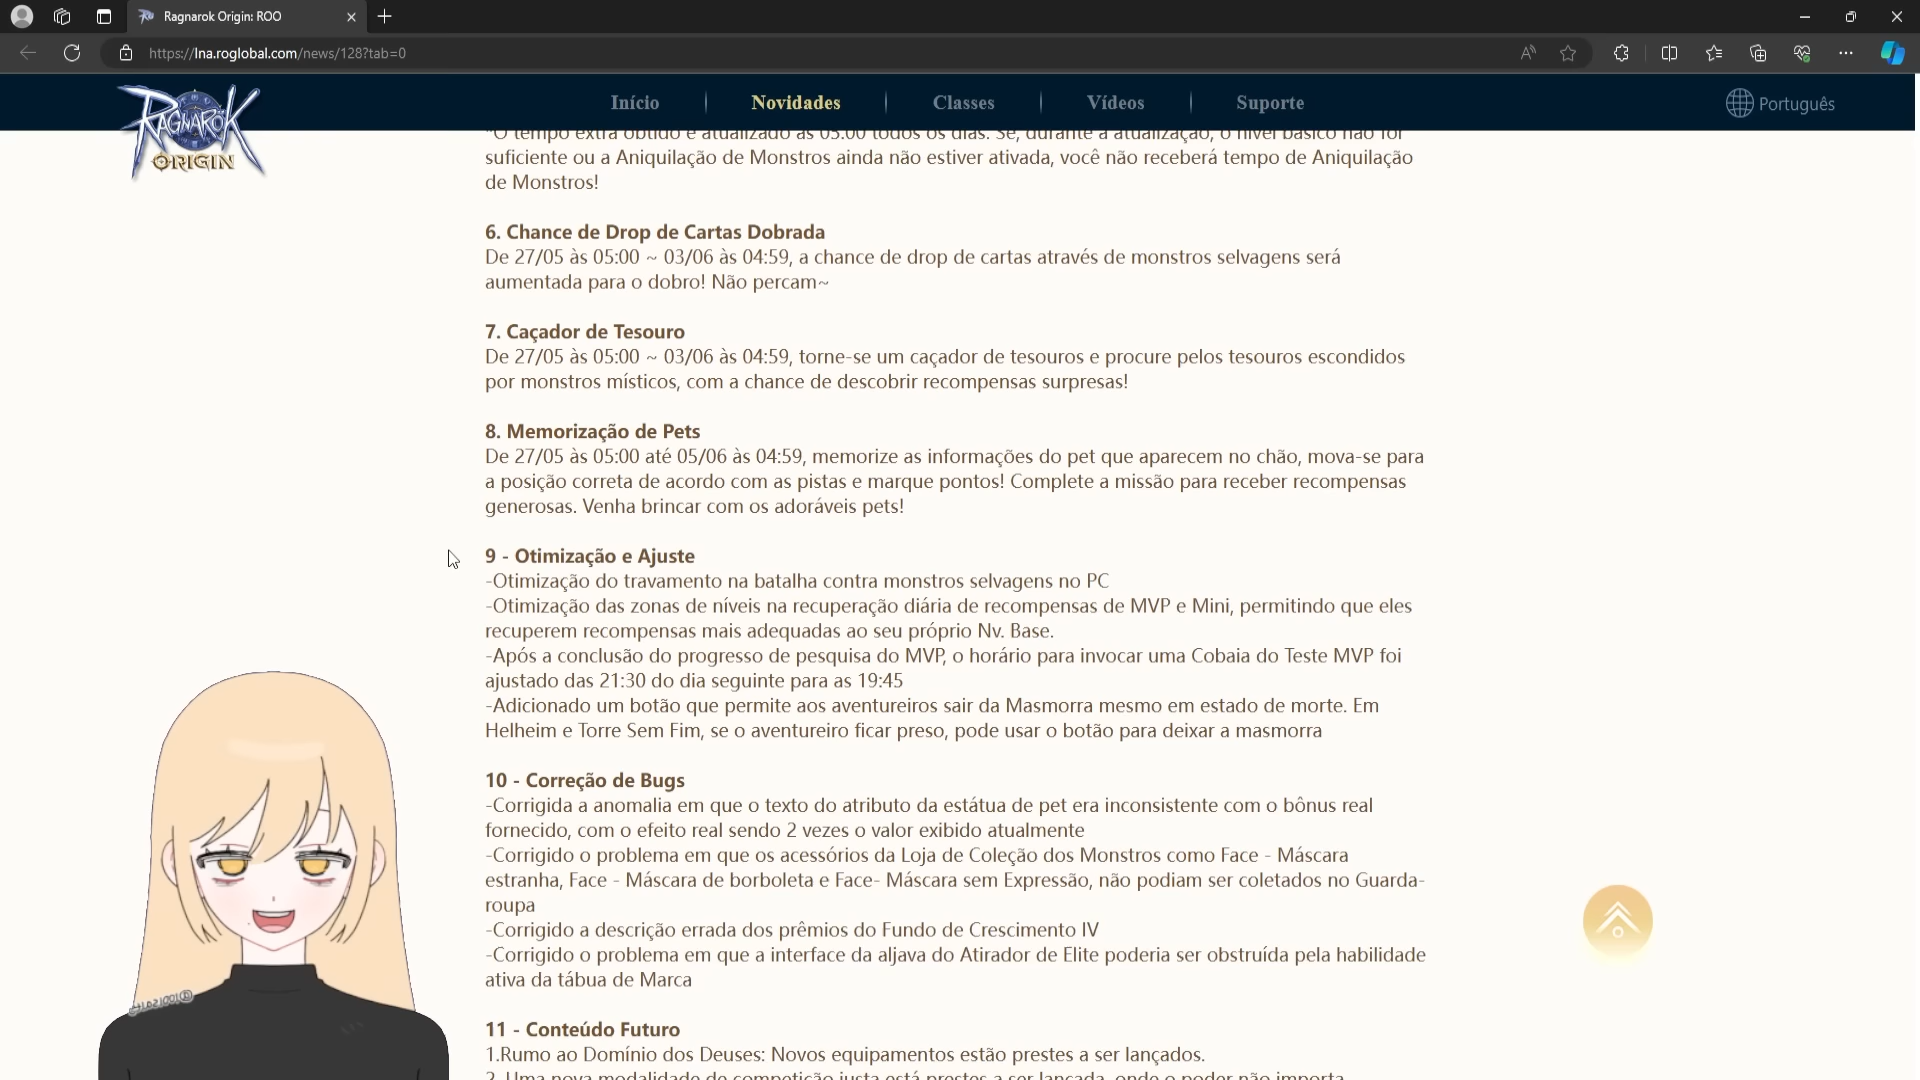 Ragnarok Origin: ROO
https://lna.roglobal.com/news/128?tab=0
RAGNAROK
ORIGIN
Início | Novidades | Classes | Vídeos | Suporte
Português
*O tempo extra obtido é atualizado às 05:00 todos os dias. Se, durante a atualização, o nível básico não for
suficiente ou a Aniquilação de Monstros ainda não estiver ativada, você não receberá tempo de Aniquilação
de Monstros!
6. Chance de Drop de Cartas Dobrada
De 27/05 às 05:00 ~ 03/06 às 04:59, a chance de drop de cartas através de monstros selvagens será
aumentada para o dobro! Não percam~
7. Caçador de Tesouro
De 27/05 às 05:00 ~ 03/06 às 04:59, torne-se um caçador de tesouros e procure pelos tesouros escondidos
por monstros místicos, com a chance de descobrir recompensas surpresas!
8. Memorização de Pets
De 27/05 às 05:00 até 05/06 às 04:59, memorize as informações do pet que aparecem no chão, mova-se para
a posição correta de acordo com as pistas e marque pontos! Complete a missão para receber recompensas
generosas. Venha brincar com os adoráveis pets!
9 - Otimização e Ajuste
-Otimização do travamento na batalha contra monstros selvagens no PC
-Otimização das zonas de níveis na recuperação diária de recompensas de MVP e Mini, permitindo que eles
recuperem recompensas mais adequadas ao seu próprio Nv. Base.
-Após a conclusão do progresso de pesquisa do MVP, o horário para invocar uma Cobaia do Teste MVP foi
ajustado das 21:30 do dia seguinte para as 19:45
-Adicionado um botão que permite aos aventureiros sair da Masmorra mesmo em estado de morte. Em
Helheim e Torre Sem Fim, se o aventureiro ficar preso, pode usar o botão para deixar a masmorra
10 - Correção de Bugs
-Corrigida a anomalia em que o texto do atributo da estátua de pet era inconsistente com o bônus real
fornecido, com o efeito real sendo 2 vezes o valor exibido atualmente
-Corrigido o problema em que os acessórios da Loja de Coleção dos Monstros como Face - Máscara
estranha, Face - Máscara de borboleta e Face- Máscara sem Expressão, não podiam ser coletados no Guarda-
roupa
-Corrigido a descrição errada dos prêmios do Fundo de Crescimento IV
-Corrigido o problema em que a interface da aljava do Atirador de Elite poderia ser obstruída pela habilidade
ativa da tábua de Marca
11 - Conteúdo Futuro
1.Rumo ao Domínio dos Deuses: Novos equipamentos estão prestes a ser lançados.
2. Uma nova modalidade de competição justa está prestes a ser lançada, onde o poder não importa